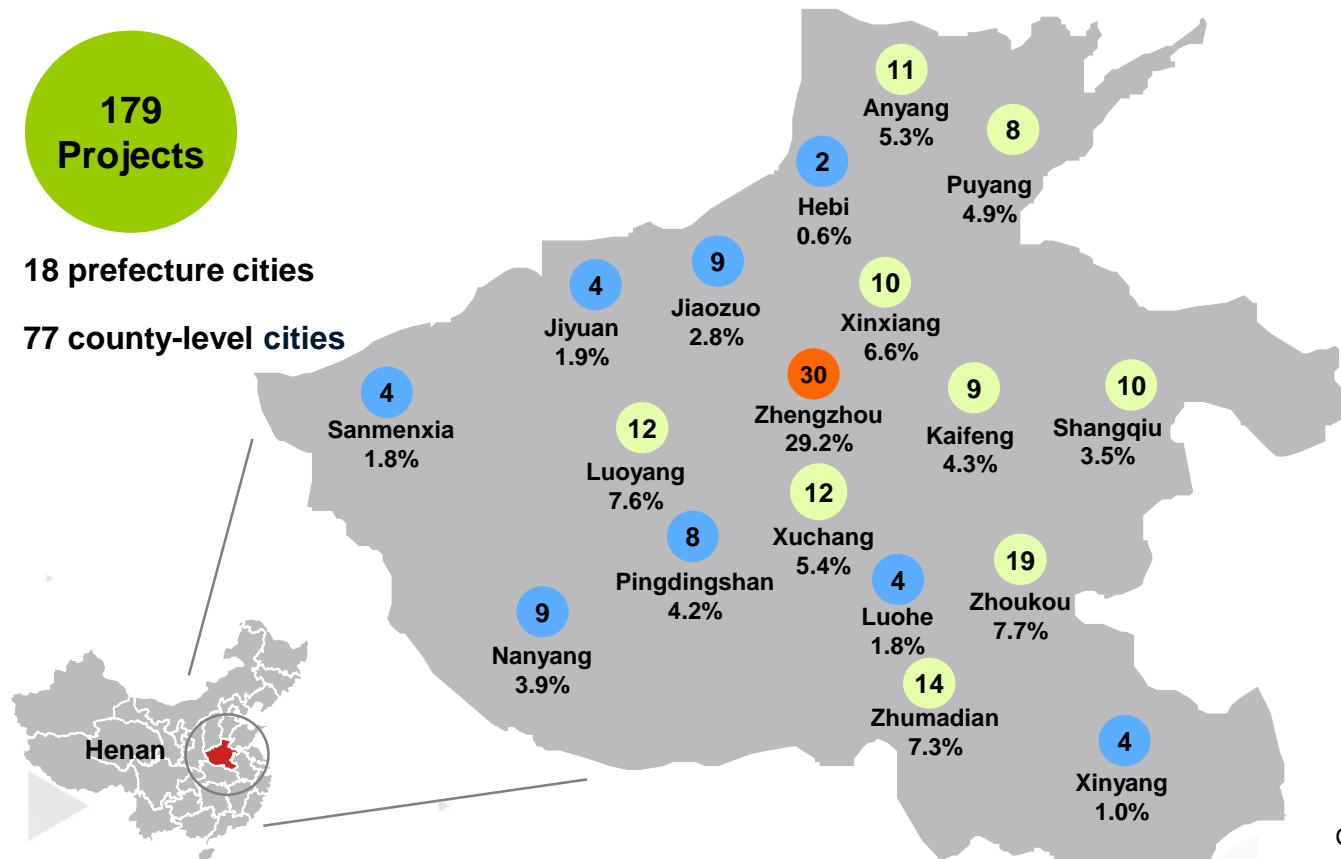 179
Projects
18 prefecture cities
77 county-level cities
11
Anyang
5.3%
8
Puyang
4.9%
2
Hebi
0.6%
9
Jiaozuo
2.8%
4
Jiyuan
1.9%
10
Xinxiang
6.6%
30
Zhengzhou
29.2%
9
Kaifeng
4.3%
10
Shangqiu
3.5%
4
Sanmenxia
1.8%
12
Luoyang
7.6%
12
Xuchang
5.4%
8
Pingdingshan
4.2%
4
Luohe
1.8%
19
Zhoukou
7.7%
9
Nanyang
3.9%
14
Zhumadian
7.3%
4
Xinyang
1.0%
Henan